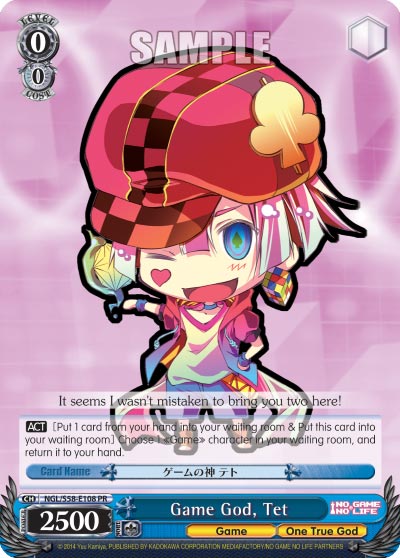 LEVEL
0
0
COST
SAMPLE
It seems I wasn't mistaken to bring you two here!
ACT [Put 1 card from your hand into your waiting room & Put this card into
your waiting room] Choose 1 «Game» character in your waiting room, and
return it to your hand.
Card Name ゲームの神 テト
CH NGL/S58-E108 PR
POWER 2500 Game God, Tet NO GAME NO LIFE
Game One True God
© 2014 Yuu Kamiya, PUBLISHED BY KADOKAWA CORPORATION MEDIAFACTORY/NO GAME NO LIFE PARTNERS